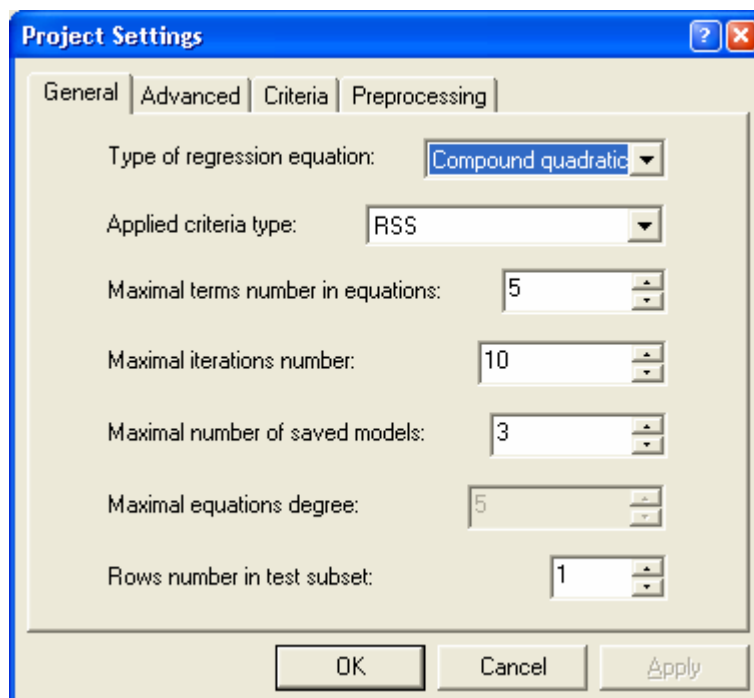 Project Settings
General Advanced Criteria Preprocessing
Type of regression equation: Compound quadratic
Applied criteria type: RSS
Maximal terms number in equations: 5
Maximal iterations number: 10
Maximal number of saved models: 3
Maximal equations degree: 5
Rows number in test subset: 1
OK Cancel Apply